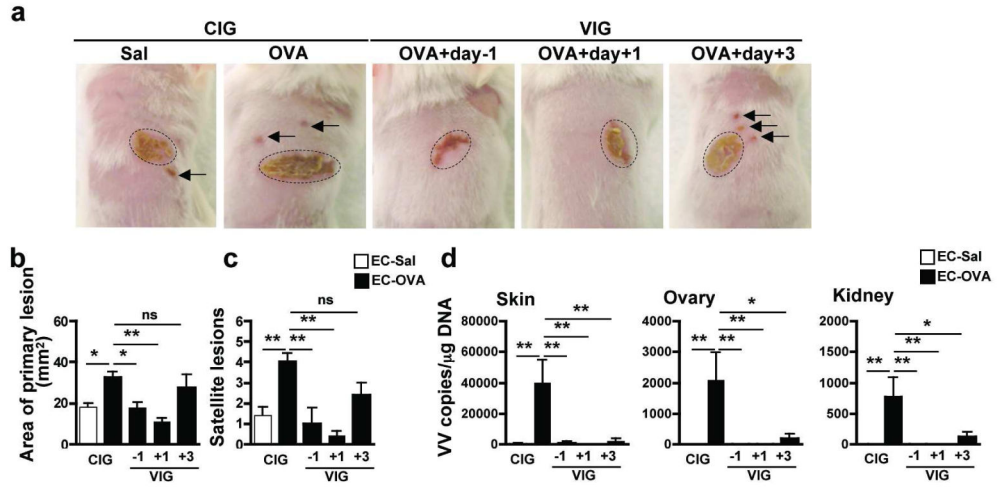 a
CIG VIG
Sal OVA OVA+day-1 OVA+day+1 OVA+day+3
b
Area of primary lesion
(mm²)
60
40
20
0
ns
**
* *
CIG -1 +1 +3
VIG
c
EC-Sal
EC-OVA
Satellite lesions
6
5
4
3
2
1
0
ns
**
** **
CIG -1 +1 +3
VIG
d
EC-Sal
EC-OVA
VV copies/μg DNA
Skin
80000
60000
40000
20000
0
**
**
** **
CIG -1 +1 +3
VIG
Ovary
4000
3000
2000
1000
0
*
**
** **
CIG -1 +1 +3
VIG
Kidney
2000
1500
1000
500
0
*
**
** **
CIG -1 +1 +3
VIG